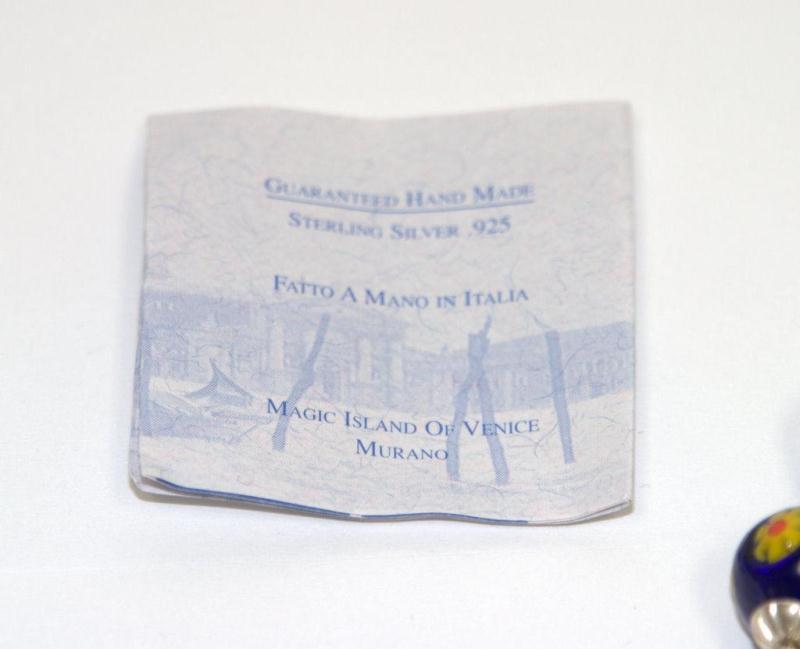 GUARANTEED HAND MADE
STERLING SILVER .925
FATTO A MANO IN ITALIA
MAGIC ISLAND OF VENICE
MURANO